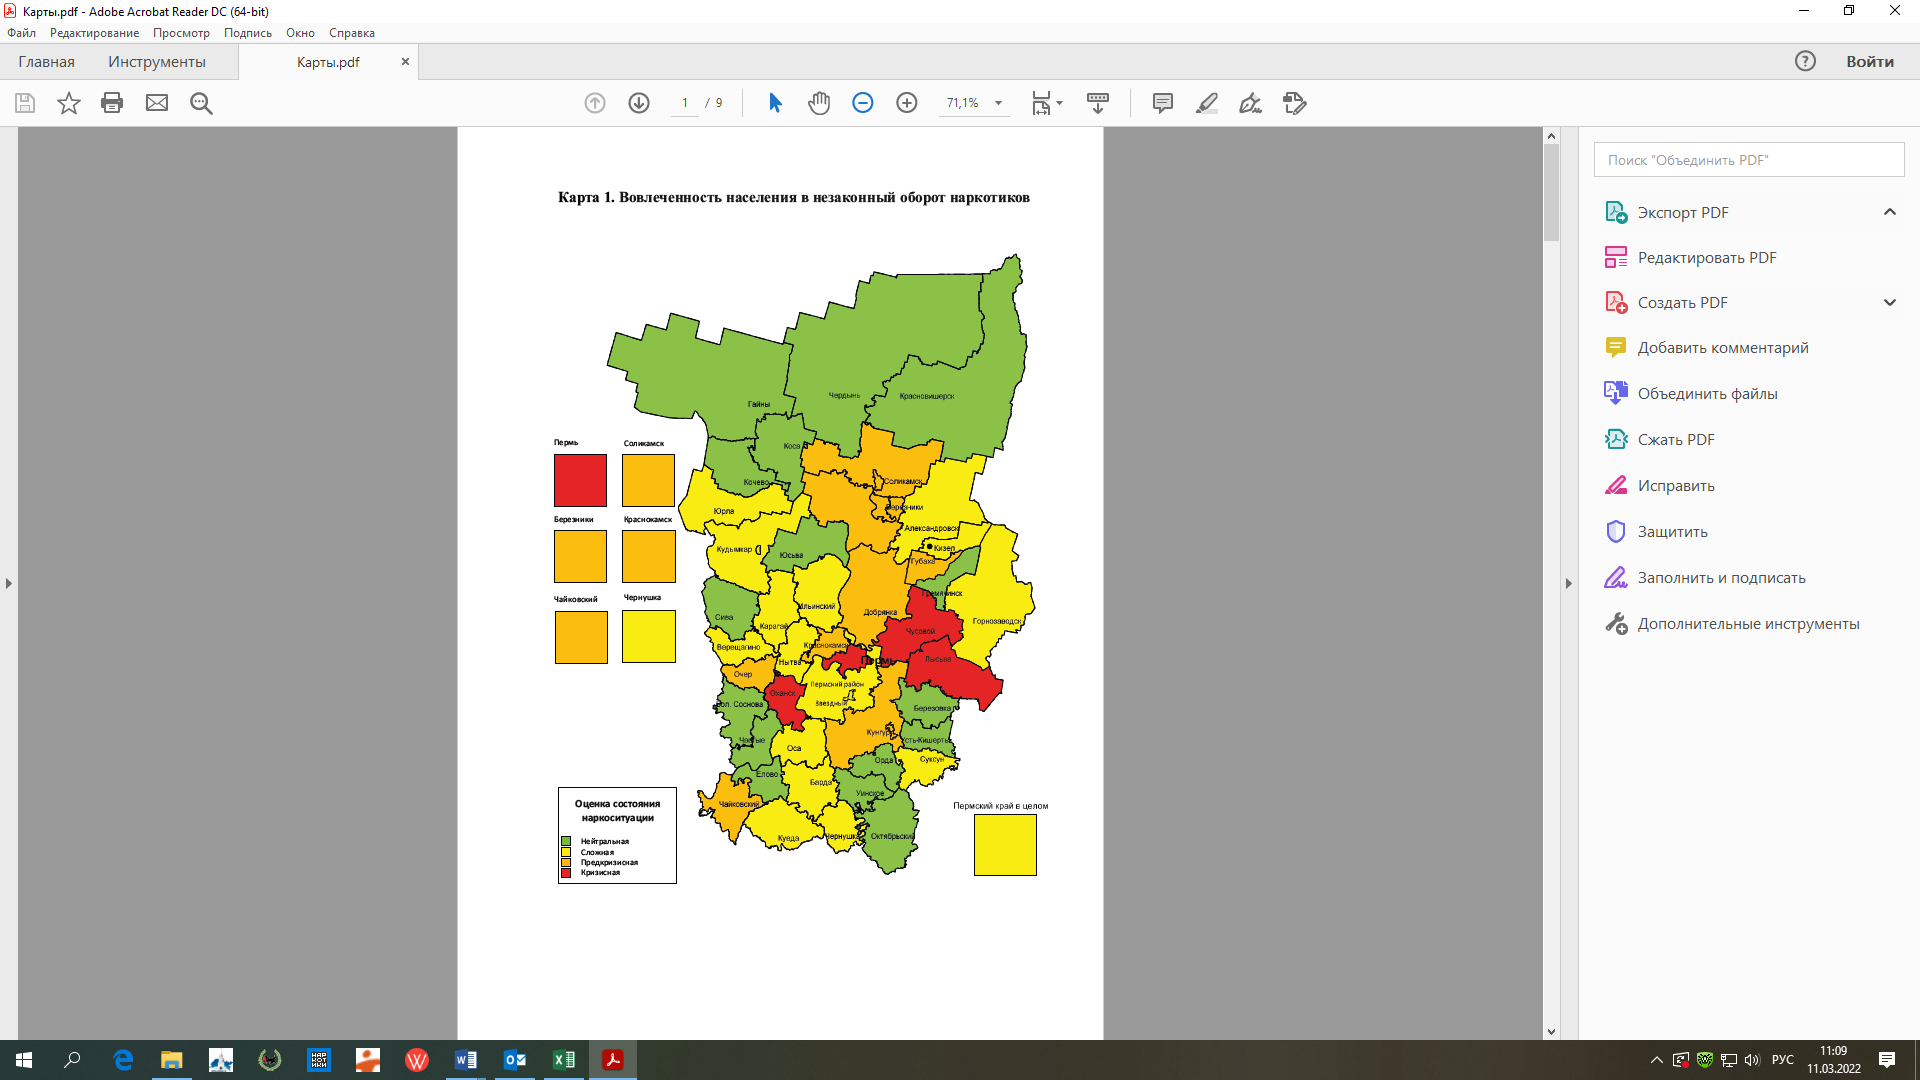 Карты.pdf - Adobe Acrobat Reader DC (64-bit)
Файл Редактирование Просмотр Подпись Окно Справка
Главная Инструменты Карты.pdf Войти
1 / 9 71,1%
Карта 1. Вовлеченность населения в незаконный оборот наркотиков
Гайны
Чердынь
Красновишерск
Коса
Кочево
Соликамск
Березники
Юрла
Александровск
Кудымкар
Юсьва
Кизел
Губаха
Гремячинск
Ильинский
Добрянка
Сива
Карагай
Горнозаводск
Чусовой
Верещагино
Краснокамск
Нытва
Пермь
Лысьва
Очер
Пермский район
Оханск
Звездный
Бол. Соснова
Березовка
Частые
Кунгур
Усть-Кишерть
Оса
Орда
Суксун
Елово
Барда
Уинское
Чайковский
Куеда
Чернушка
Октябрьский
Пермь Соликамск
Березники Краснокамск
Чайковский Чернушка
Оценка состояния
наркоситуации
Нейтральная
Сложная
Предкризисная
Кризисная
Пермский край в целом
Поиск "Объединить PDF"
Экспорт PDF
Редактировать PDF
Создать PDF
Добавить комментарий
Объединить файлы
Сжать PDF
Исправить
Защитить
Заполнить и подписать
Дополнительные инструменты
НАР
КОТ
ИКИ
РУС
11:09
11.03.2022